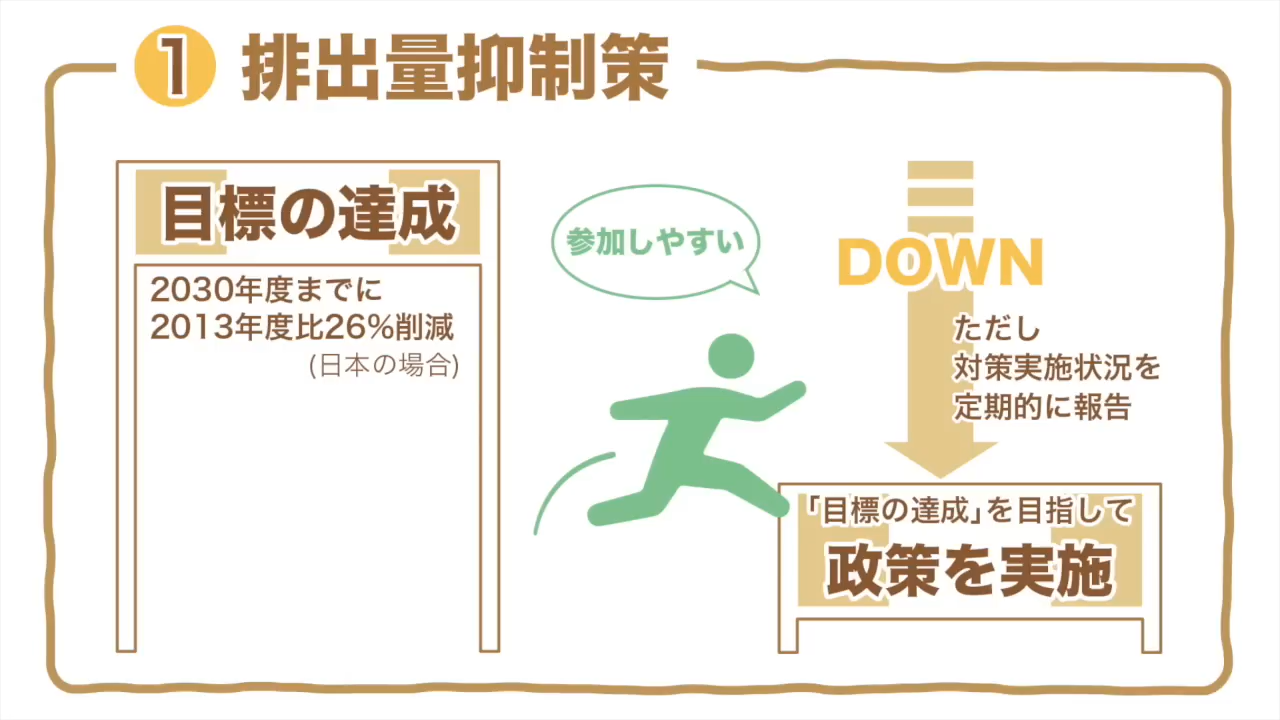 1 排出量抑制策
目標の達成
2030年度までに
2013年度比26%削減
(日本の場合)
参加しやすい
DOWN
ただし
対策実施状況を
定期的に報告
「目標の達成」を目指して
政策を実施